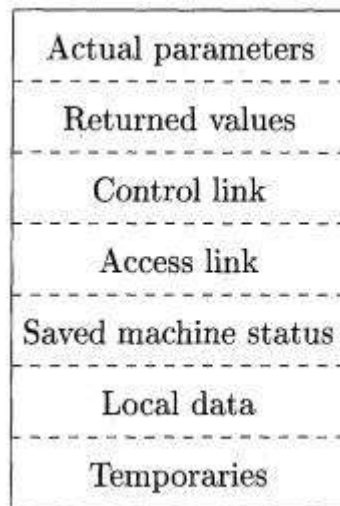 Actual parameters
Returned values
Control link
Access link
Saved machine status
Local data
Temporaries